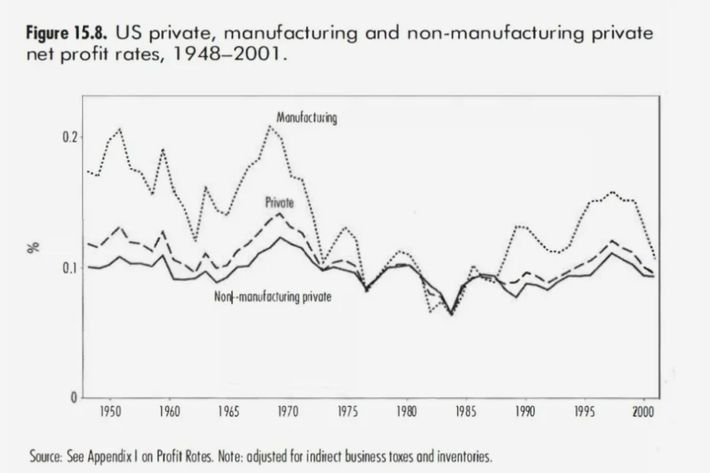 Figure 15.8. US private, manufacturing and non-manufacturing private
net profit rates, 1948–2001.
Manufacturing
0.2
Private
%
0.1
Non-manufacturing private
0
1950 1960 1965 1970 1975 1980 1985 1990 1995 2000
Source: See Appendix I on Profit Rates. Note: adjusted for indirect business taxes and inventories.